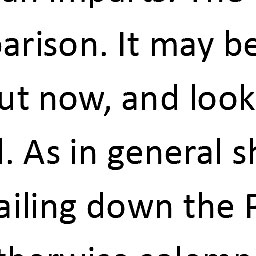 parison. It may be
ut now, and look
l. As in general sh
ailing down the